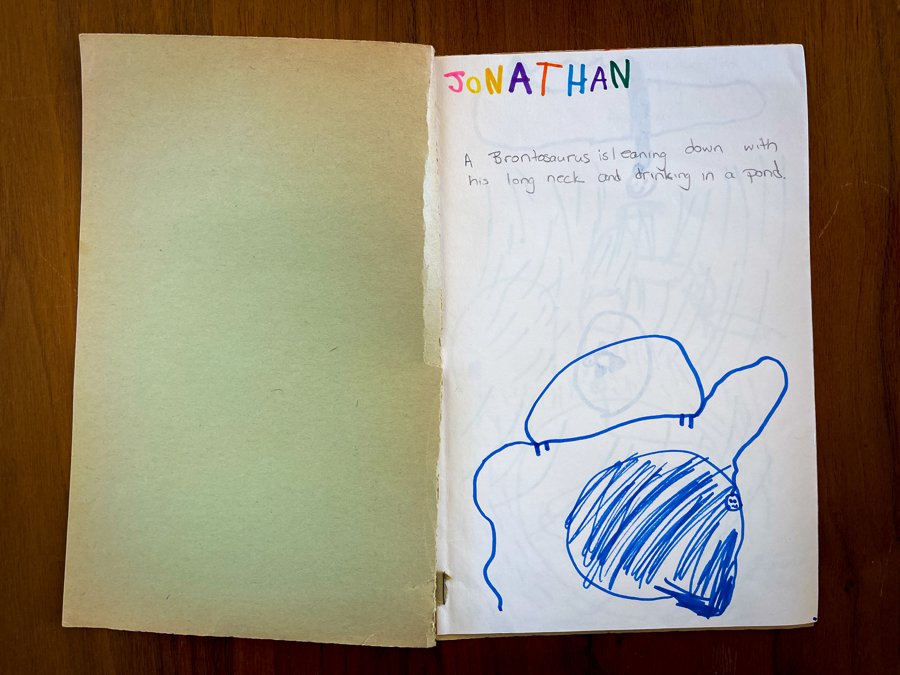 JONATHAN
A Brontosaurus is leaning down with
his long neck and drinking in a pond.